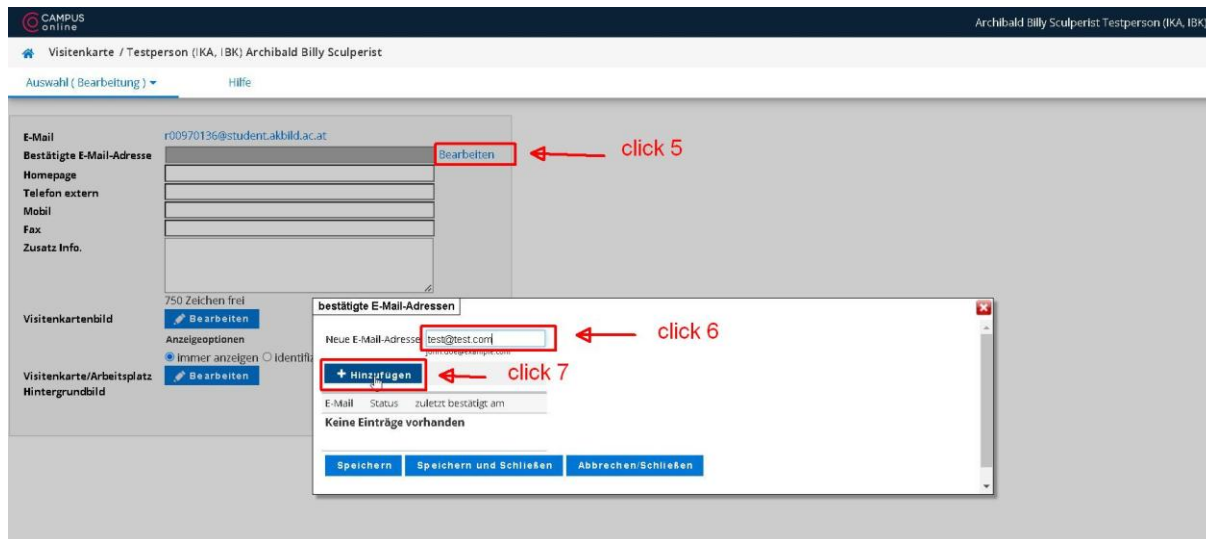 CAMPUS
online
Archibald Billy Sculperist Testperson (IKA, IBK)
Visitenkarte / Testperson (IKA, IBK) Archibald Billy Sculperist
Auswahl ( Bearbeitung )
Hilfe
E-Mail r00970136@student.akbild.ac.at
Bestätigte E-Mail-Adresse Bearbeiten click 5
Homepage
Telefon extern
Mobil
Fax
Zusatz Info.
750 Zeichen frei
Visitenkartenbild Bearbeiten
Anzeigeoptionen
immer anzeigen
Visitenkarte/Arbeitsplatz Bearbeiten
Hintergrundbild
bestätigte E-Mail-Adressen
Neue E-Mail-Adresse test@test.com click 6
john.doe@example.com
+ Hinzufügen click 7
E-Mail Status zuletzt bestätigt am
Keine Einträge vorhanden
Speichern Speichern und Schließen Abbrechen/Schließen